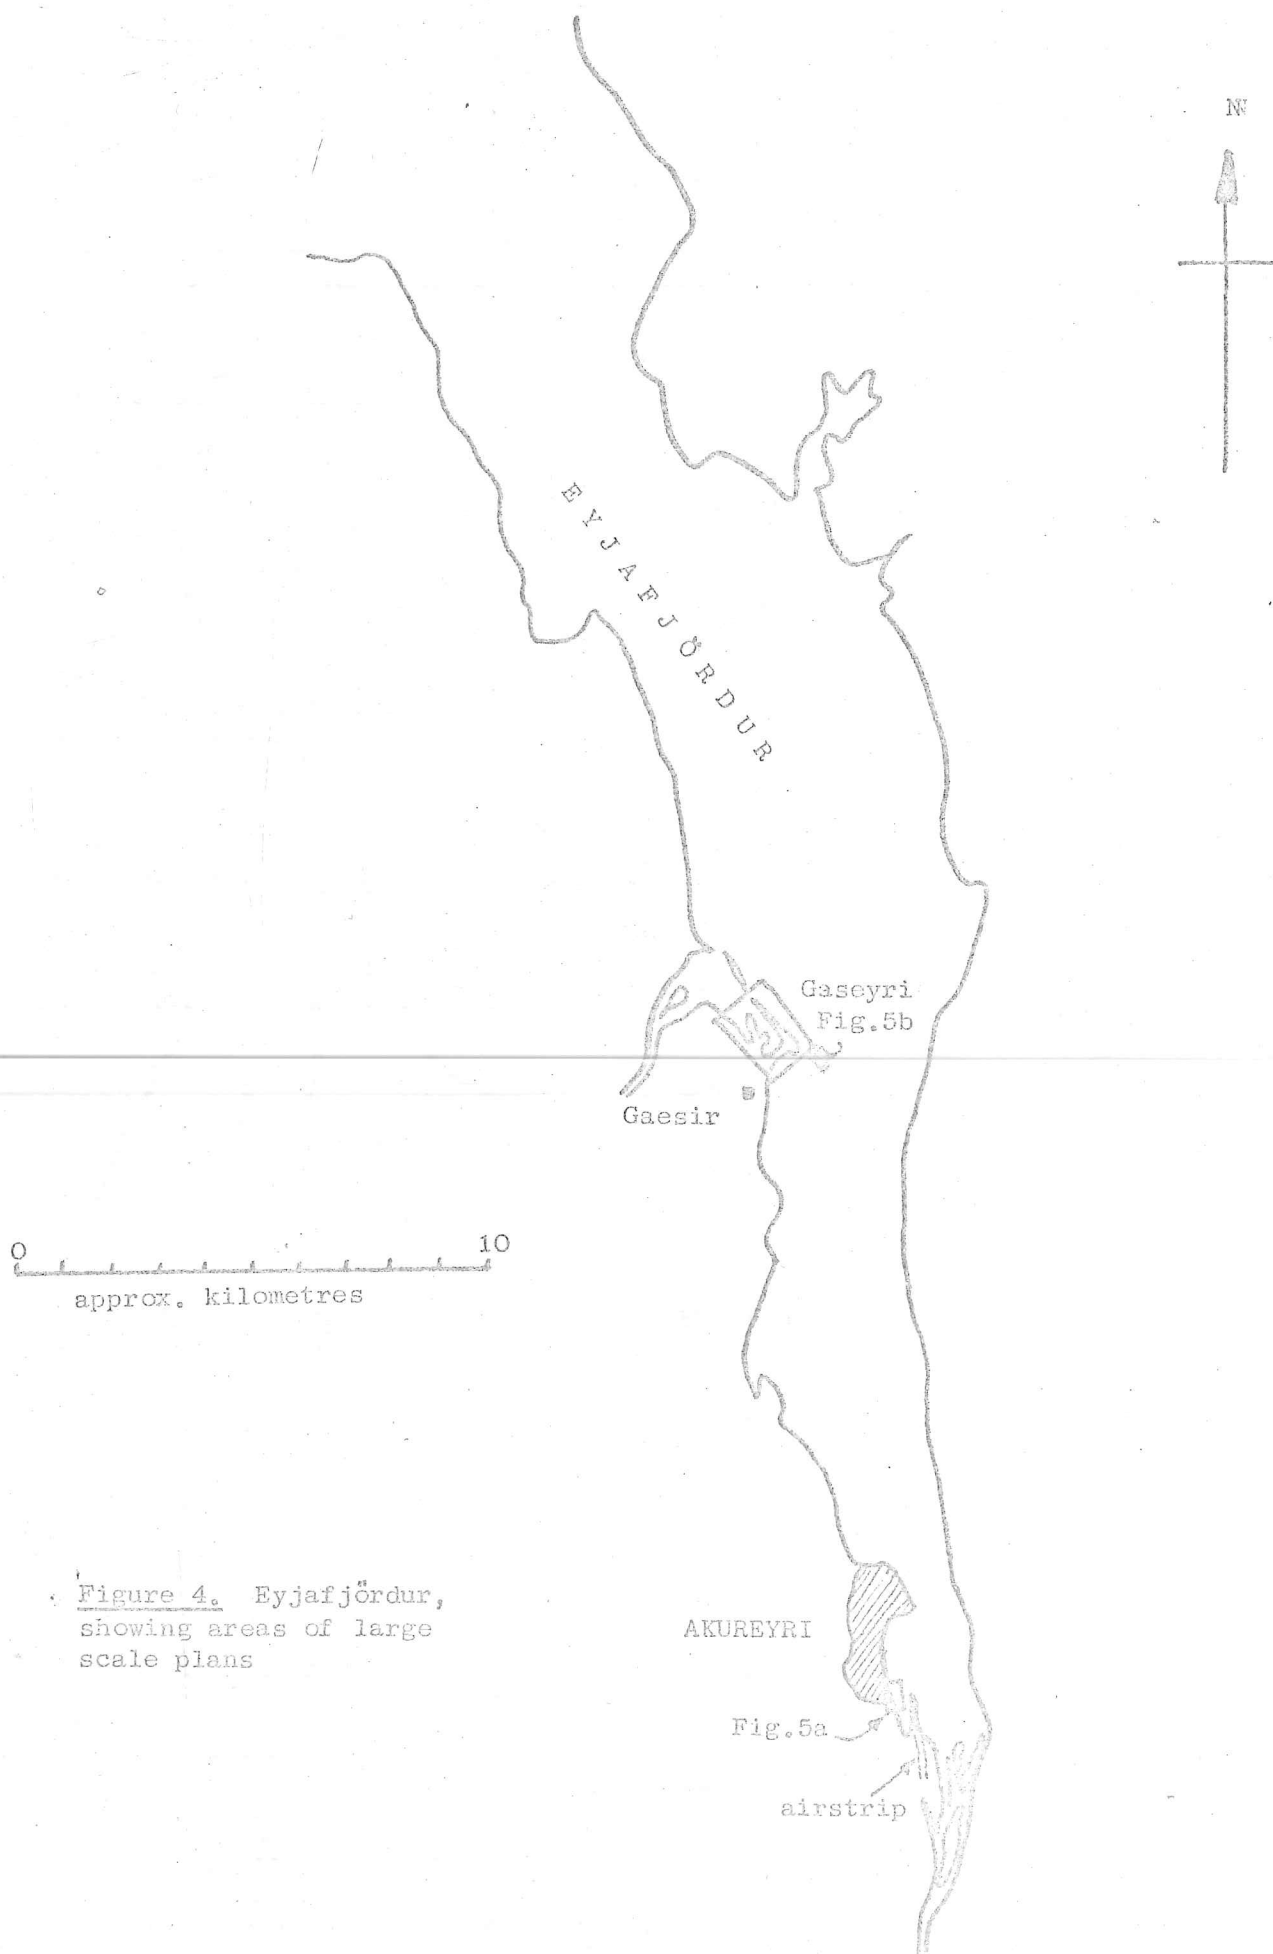 N
EYJAFJÖRDUR
Gaseyri
Fig.5b
Gaesir
0 10
approx. kilometres
Figure 4. Eyjafjördur,
showing areas of large
scale plans
AKUREYRI
Fig.5a
airstrip